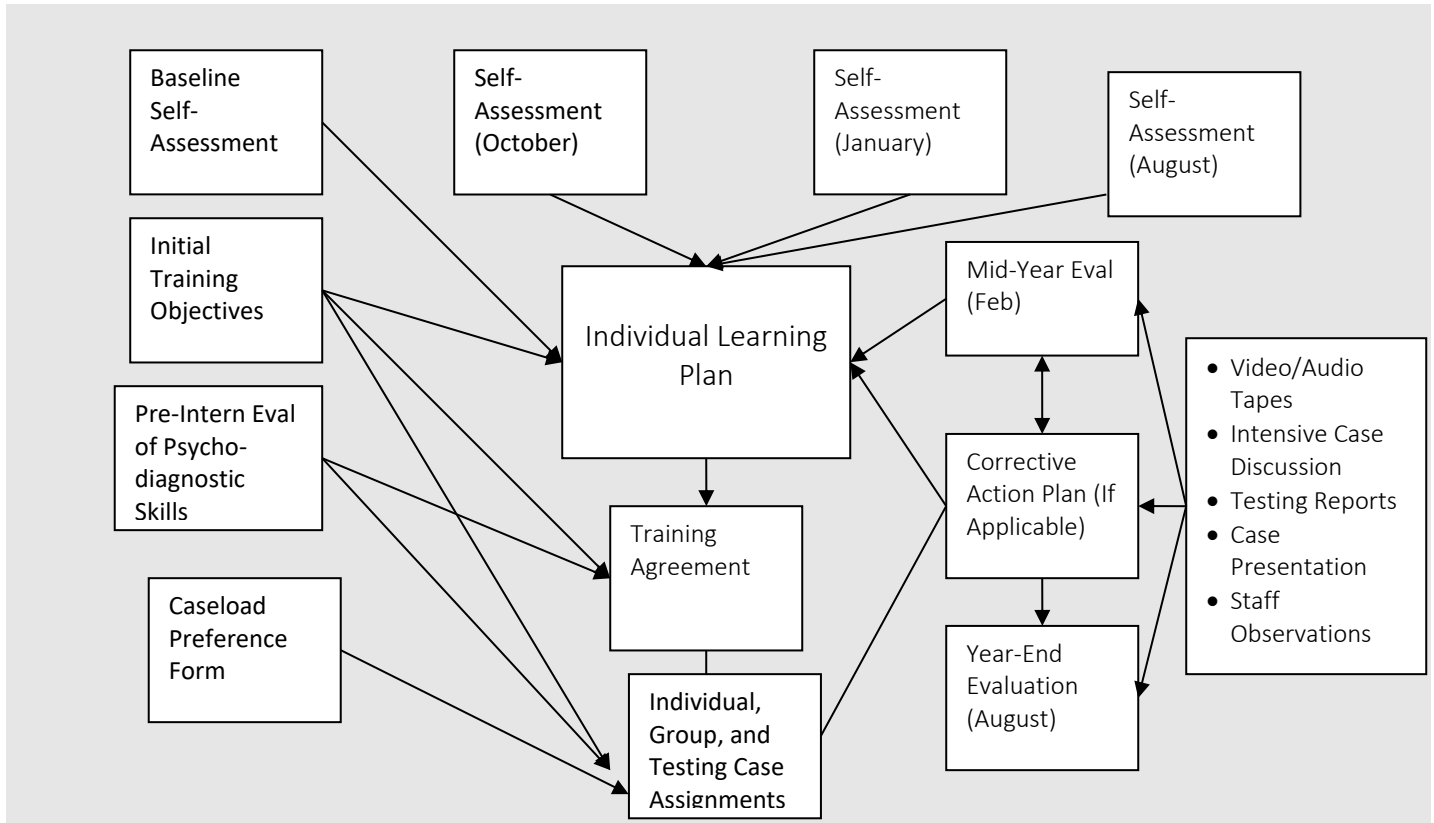 Baseline
Self-
Assessment
Self-
Assessment
(October)
Self-
Assessment
(January)
Self-
Assessment
(August)
Initial
Training
Objectives
Individual Learning
Plan
Mid-Year Eval
(Feb)
Pre-Intern Eval
of Psycho-
diagnostic
Skills
Training
Agreement
Corrective
Action Plan (If
Applicable)
• Video/Audio
Tapes
• Intensive Case
Discussion
• Testing Reports
• Case
Presentation
• Staff
Observations
Caseload
Preference
Form
Individual,
Group, and
Testing Case
Assignments
Year-End
Evaluation
(August)